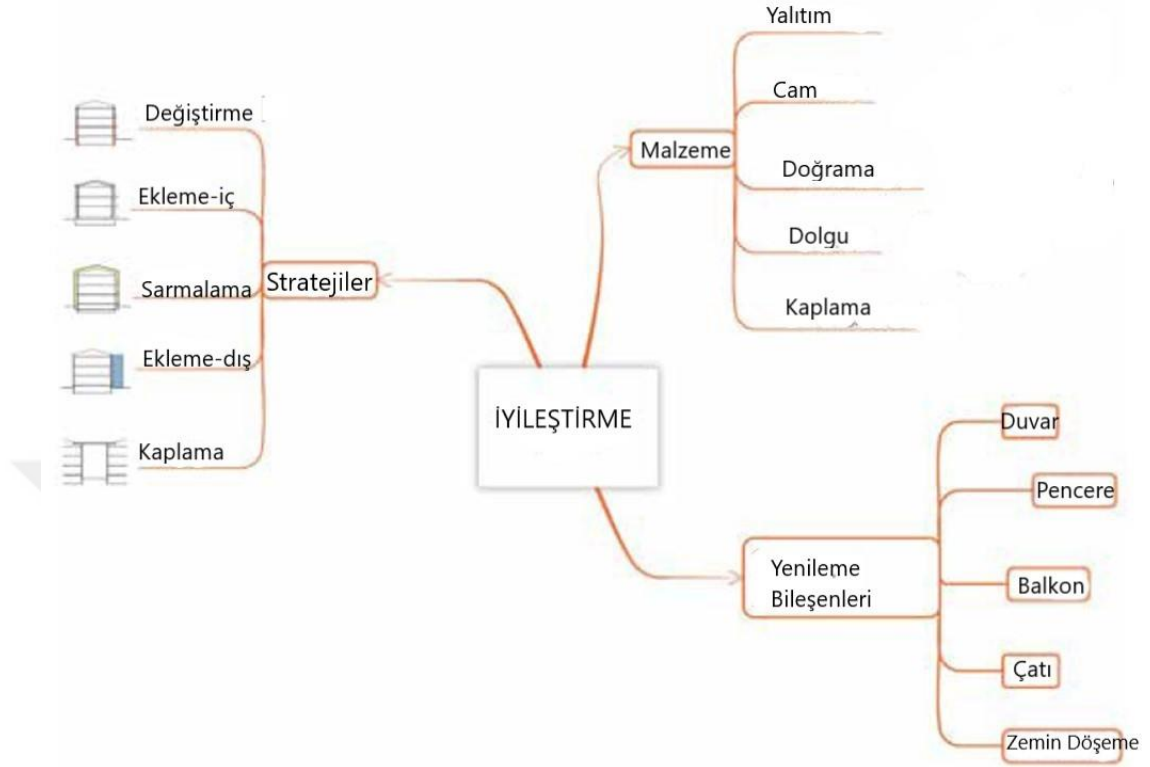 Değiştirme
Ekleme-iç
Sarmalama
Ekleme-dış
Kaplama
Stratejiler
İYİLEŞTİRME
Malzeme
Yalıtım
Cam
Doğrama
Dolgu
Kaplama
Yenileme
Bileşenleri
Duvar
Pencere
Balkon
Çatı
Zemin Döşeme